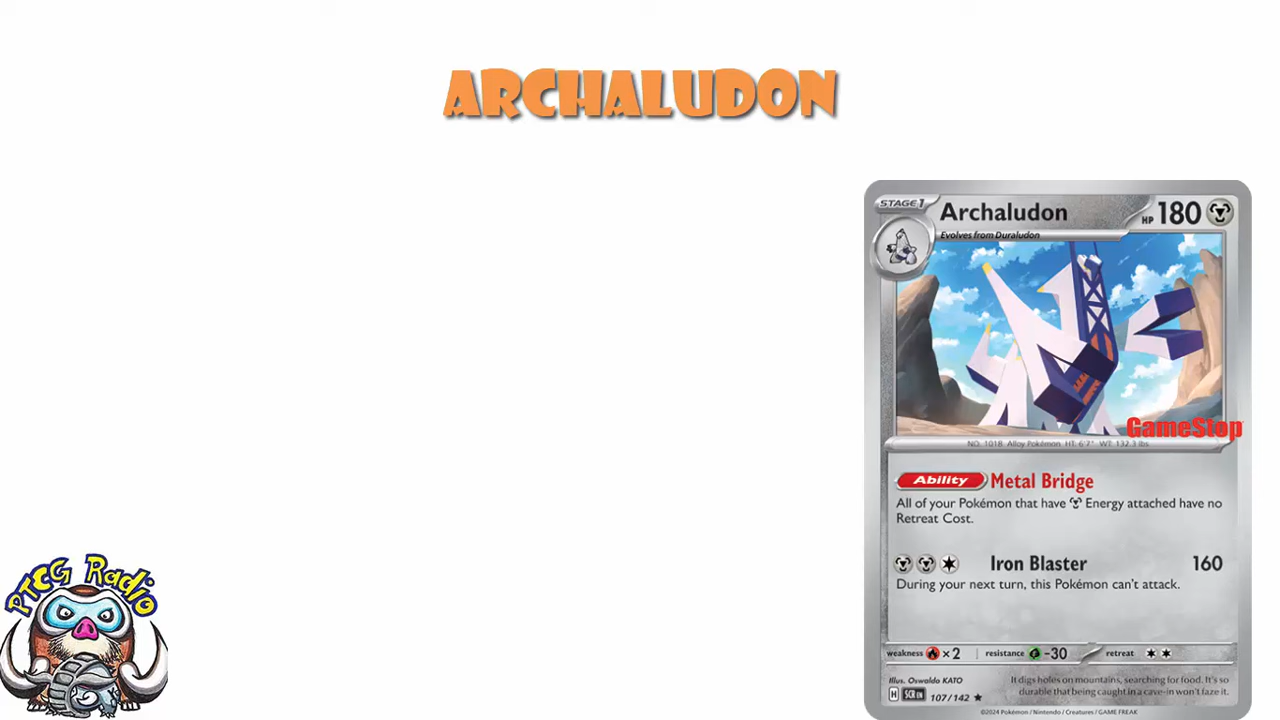 ARCHALUDON
STAGE 1
Archaludon
HP 180
Evolves from Duraludon
GameStop
NO. 1018 Alloy Pokémon HT: 6'7" WT: 132.3 lbs
Ability Metal Bridge
All of your Pokémon that have Energy attached have no
Retreat Cost.
Iron Blaster 160
During your next turn, this Pokémon can't attack.
weakness ×2 resistance -30 retreat
Illus. Oswaldo KATO
H SCR EN 107/142 ★
It digs holes on mountains, searching for food. It's so
durable that being caught in a cave-in won't faze it.
©2024 Pokémon / Nintendo / Creatures / GAME FREAK
PTCG Radio